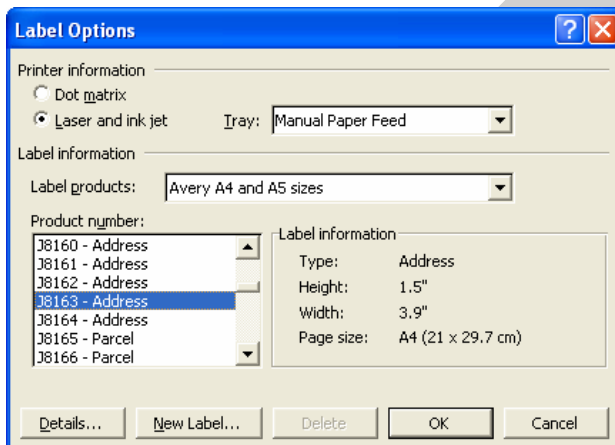 Label Options
Printer information
Dot matrix
Laser and ink jet Tray: Manual Paper Feed
Label information
Label products: Avery A4 and A5 sizes
Product number:
J8160 - Address
J8161 - Address
J8162 - Address
J8163 - Address
J8164 - Address
J8165 - Parcel
J8166 - Parcel
Label information
Type: Address
Height: 1.5"
Width: 3.9"
Page size: A4 (21 x 29.7 cm)
Details... New Label... Delete OK Cancel